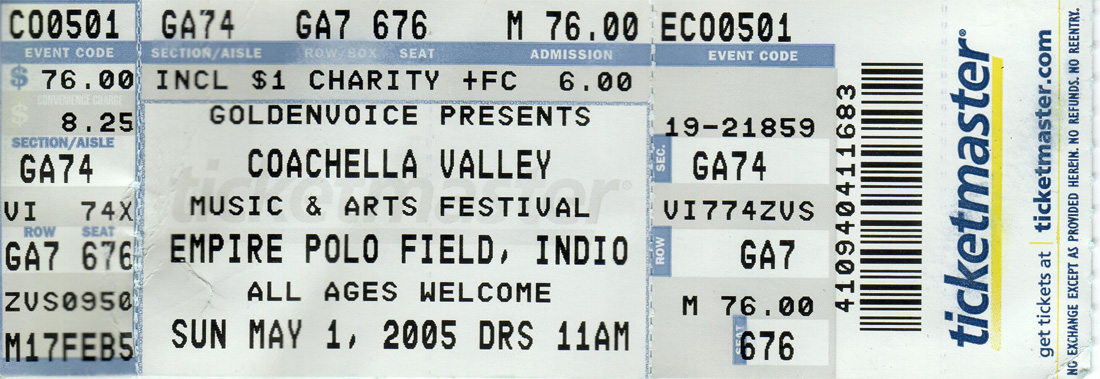 CO0501 GA74 GA7 676 M 76.00 ECO0501
EVENT CODE SECTION/AISLE ROW/BOX SEAT ADMISSION EVENT CODE
$ 76.00 INCL $1 CHARITY +FC 6.00
CONVENIENCE CHARGE
$ 8.25
SECTION/AISLE
GA74
VI 74X
ROW SEAT
GA7 676
ZVS0950
M17FEB5
GOLDENVOICE PRESENTS
COACHELLA VALLEY
MUSIC & ARTS FESTIVAL
EMPIRE POLO FIELD, INDIO
ALL AGES WELCOME
SUN MAY 1, 2005 DRS 11AM
ticketmaster®
19-21859
SEC. GA74
VI774ZVS
ROW GA7
M 76.00
SEAT 676
410940411683
ticketmaster®
get tickets at ticketmaster.com
NO EXCHANGE EXCEPT AS PROVIDED HEREIN. NO REFUNDS. NO REENTRY.